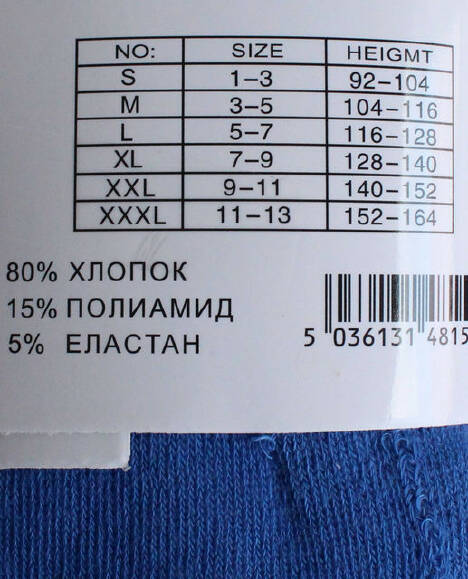 NO: SIZE HEIGMT
S 1-3 92-104
M 3-5 104-116
L 5-7 116-128
XL 7-9 128-140
XXL 9-11 140-152
XXXL 11-13 152-164
80% ХЛОПОК
15% ПОЛИАМИД
5% ЕЛАСТАН
5 036131 4815